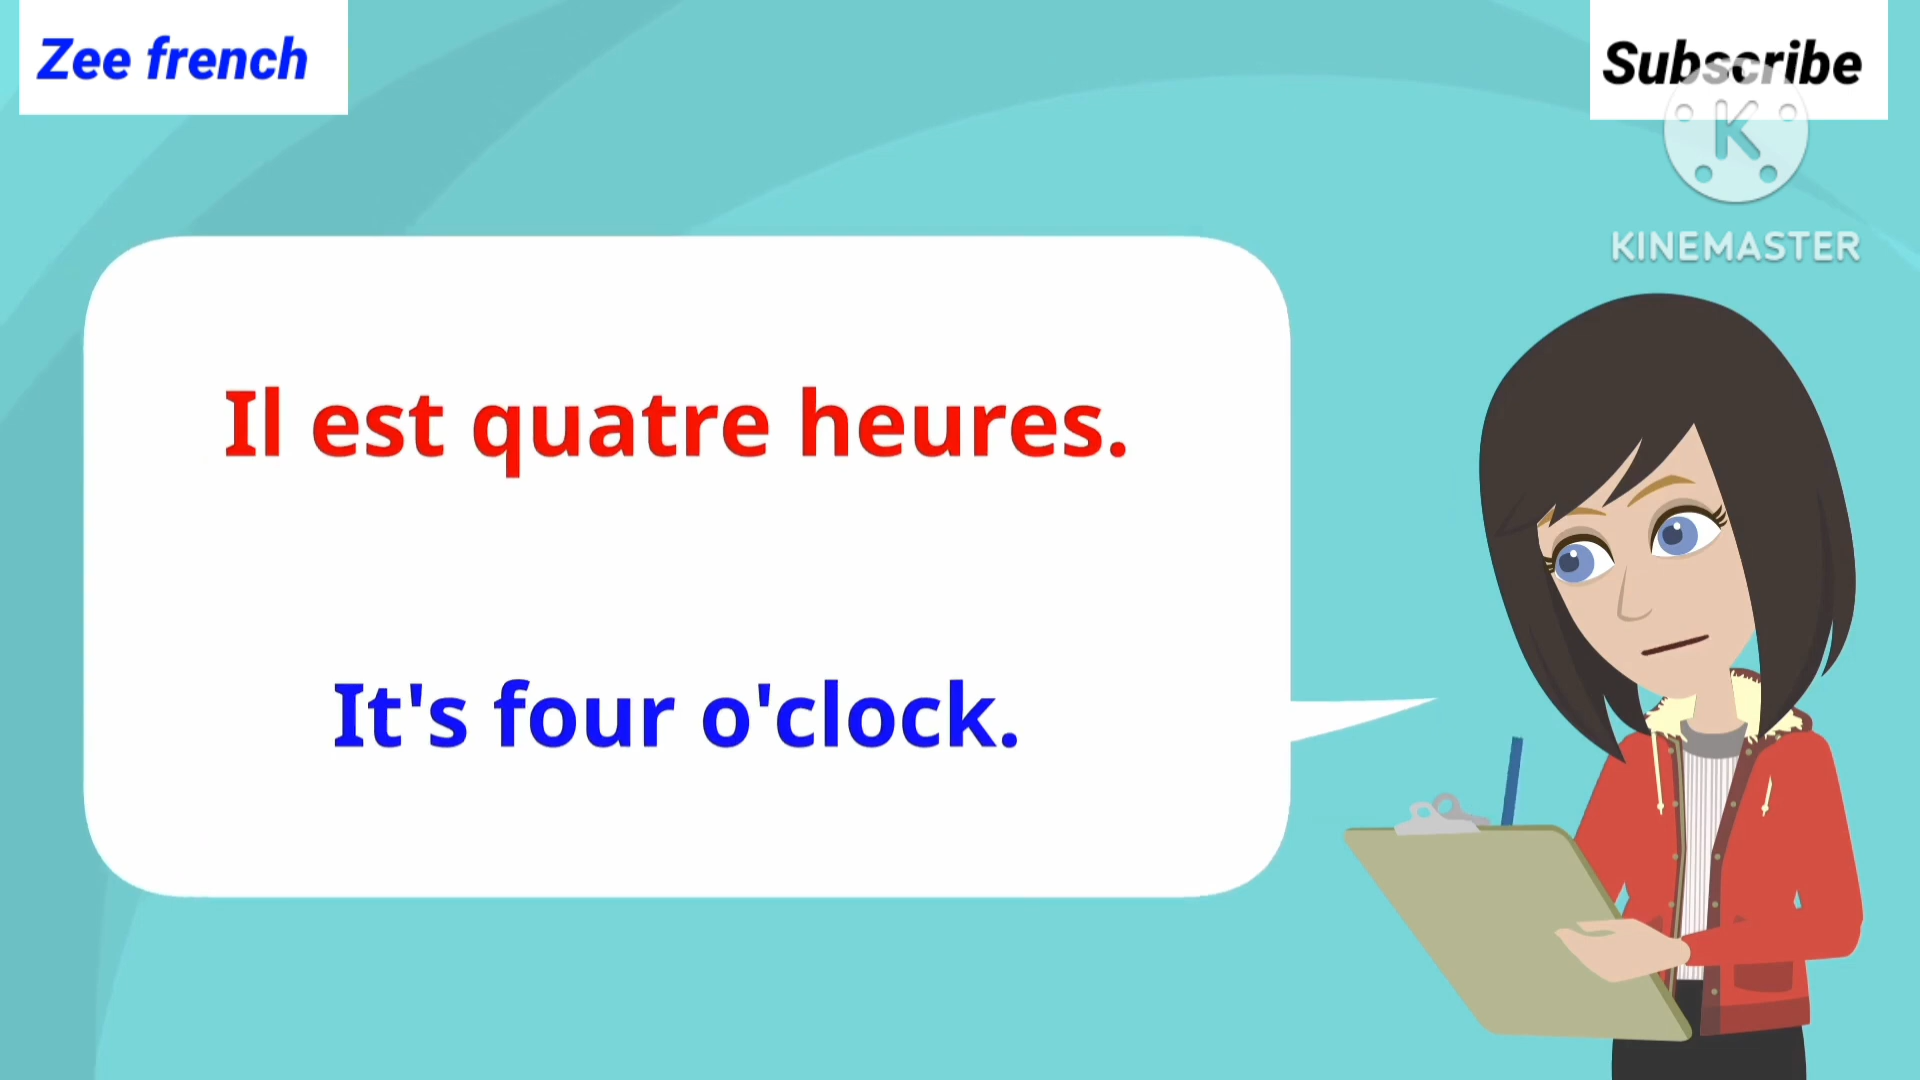 Zee french
Subscribe
K
KINEMASTER
Il est quatre heures.
It's four o'clock.